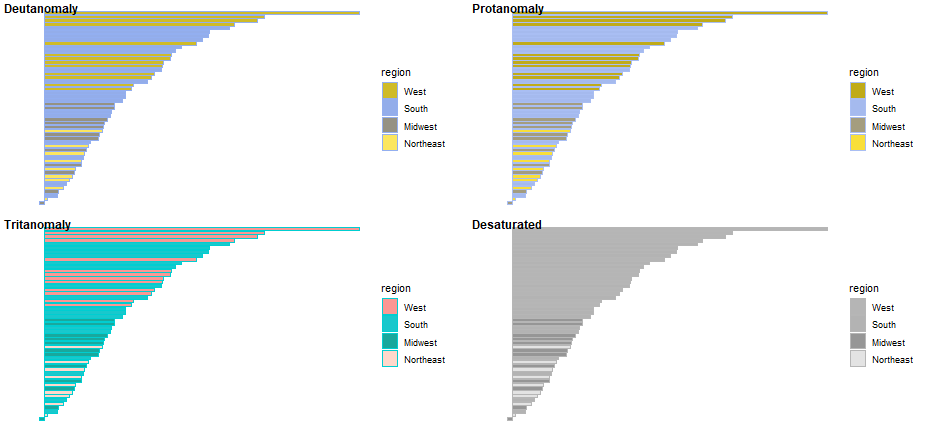 Deutanomaly
region
West
South
Midwest
Northeast
Protanomaly
region
West
South
Midwest
Northeast
Tritanomaly
region
West
South
Midwest
Northeast
Desaturated
region
West
South
Midwest
Northeast